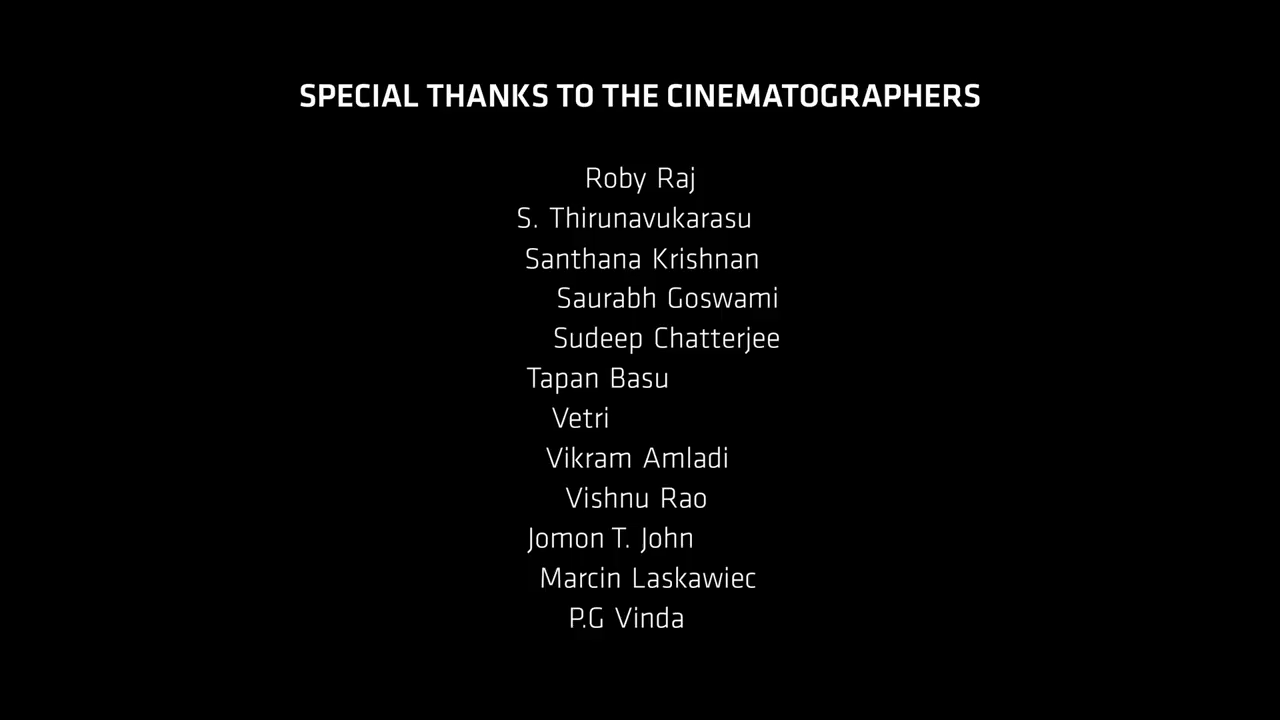 SPECIAL THANKS TO THE CINEMATOGRAPHERS
Roby Raj
S. Thirunavukarasu
Santhana Krishnan
Saurabh Goswami
Sudeep Chatterjee
Tapan Basu
Vetri
Vikram Amladi
Vishnu Rao
Jomon T. John
Marcin Laskawiec
P.G Vinda